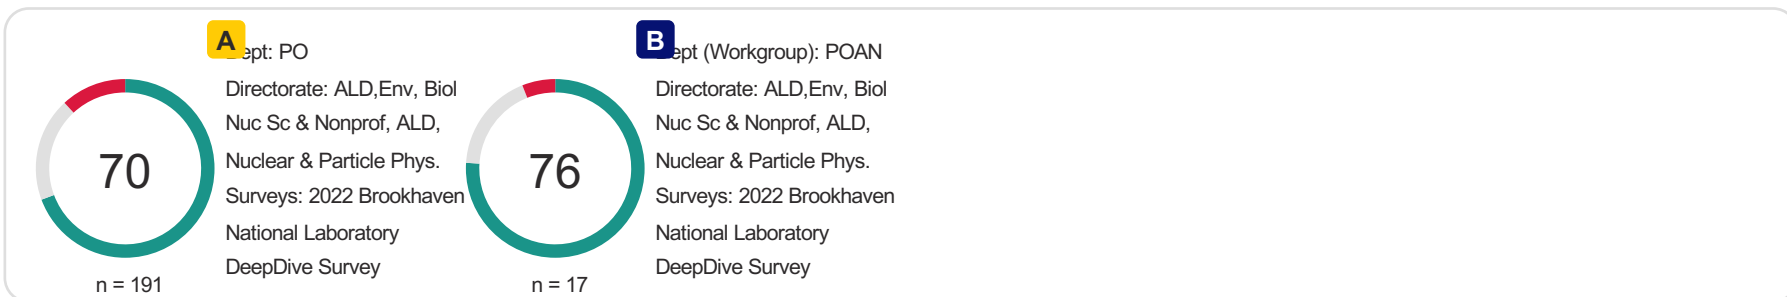 A
Dept: PO
Directorate: ALD,Env, Biol
Nuc Sc & Nonprof, ALD,
Nuclear & Particle Phys.
Surveys: 2022 Brookhaven
National Laboratory
DeepDive Survey
70
n = 191
B
Dept (Workgroup): POAN
Directorate: ALD,Env, Biol
Nuc Sc & Nonprof, ALD,
Nuclear & Particle Phys.
Surveys: 2022 Brookhaven
National Laboratory
DeepDive Survey
76
n = 17